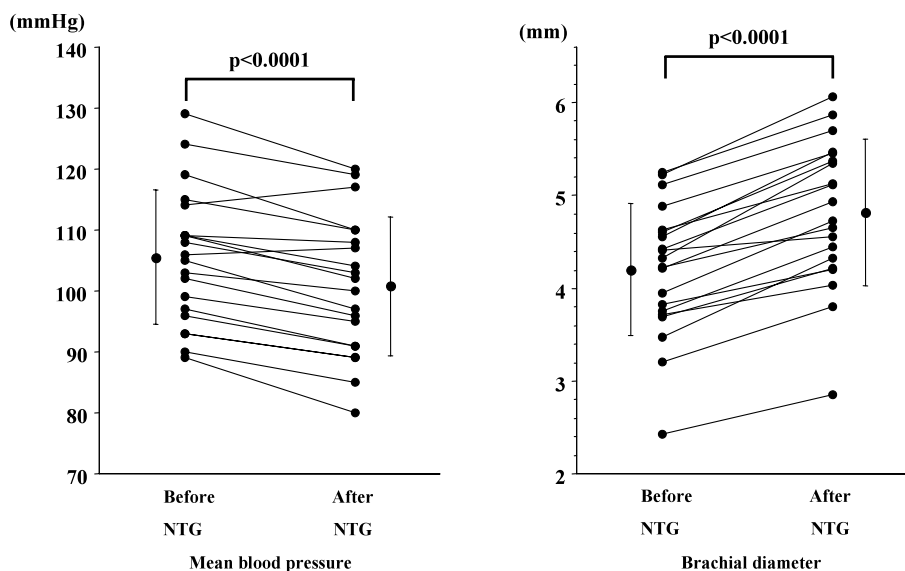 (mmHg)
p<0.0001
140
130
120
110
100
90
80
70
Before
NTG
After
NTG
Mean blood pressure
(mm)
p<0.0001
6
5
4
3
2
Before
NTG
After
NTG
Brachial diameter